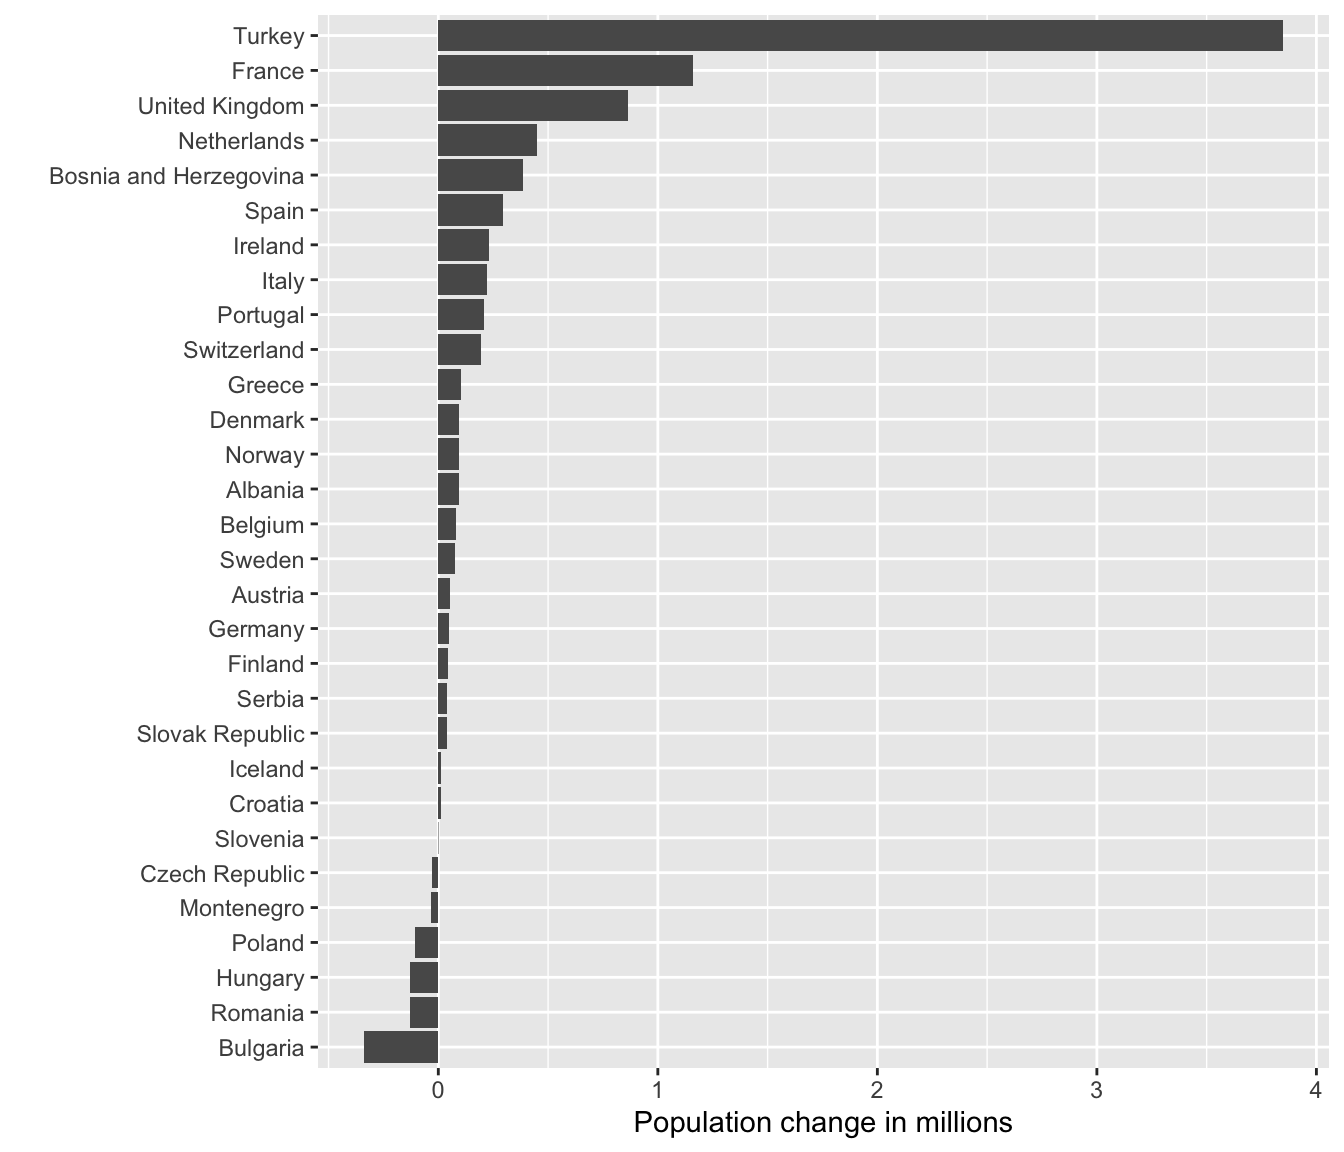 Turkey
France
United Kingdom
Netherlands
Bosnia and Herzegovina
Spain
Ireland
Italy
Portugal
Switzerland
Greece
Denmark
Norway
Albania
Belgium
Sweden
Austria
Germany
Finland
Serbia
Slovak Republic
Iceland
Croatia
Slovenia
Czech Republic
Montenegro
Poland
Hungary
Romania
Bulgaria
0 1 2 3 4
Population change in millions